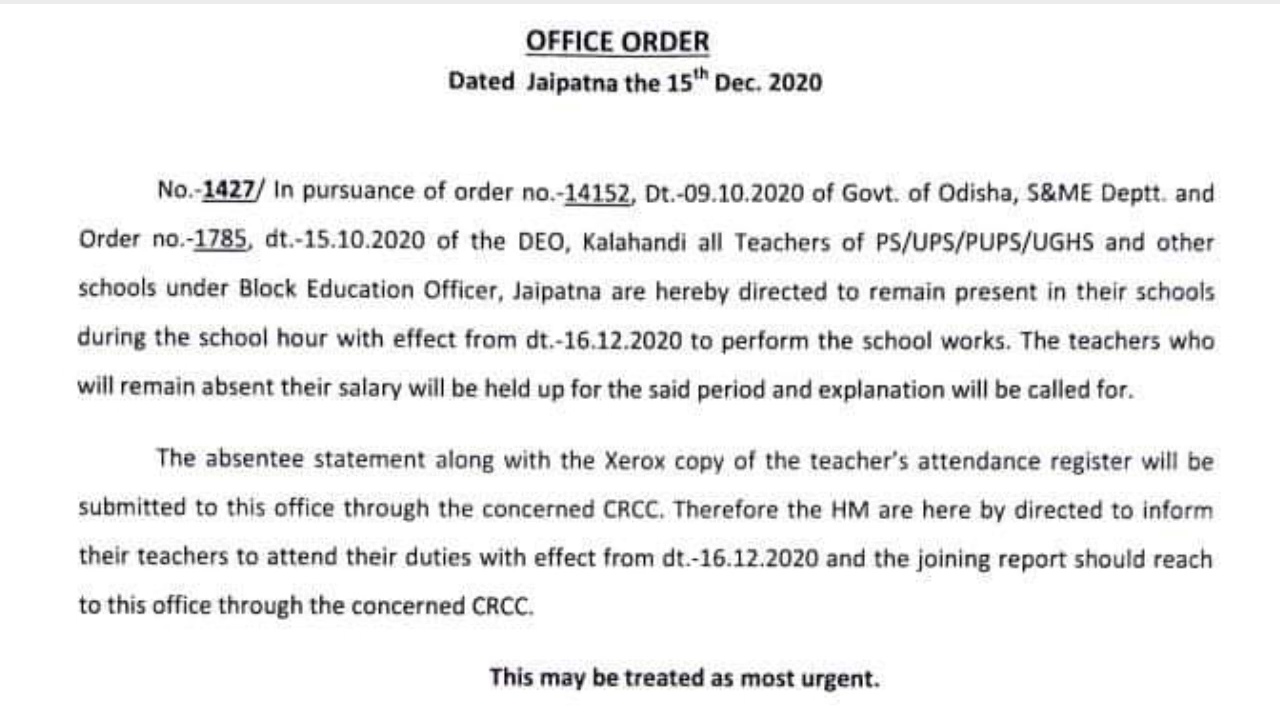 OFFICE ORDER
Dated Jaipatna the 15th Dec. 2020
No.-1427/ In pursuance of order no.-14152, Dt.-09.10.2020 of Govt. of Odisha, S&ME Deptt. and
Order no.-1785, dt.-15.10.2020 of the DEO, Kalahandi all Teachers of PS/UPS/PUPS/UGHS and other
schools under Block Education Officer, Jaipatna are hereby directed to remain present in their schools
during the school hour with effect from dt.-16.12.2020 to perform the school works. The teachers who
will remain absent their salary will be held up for the said period and explanation will be called for.
The absentee statement along with the Xerox copy of the teacher's attendance register will be
submitted to this office through the concerned CRCC. Therefore the HM are here by directed to inform
their teachers to attend their duties with effect from dt.-16.12.2020 and the joining report should reach
to this office through the concerned CRCC.
This may be treated as most urgent.